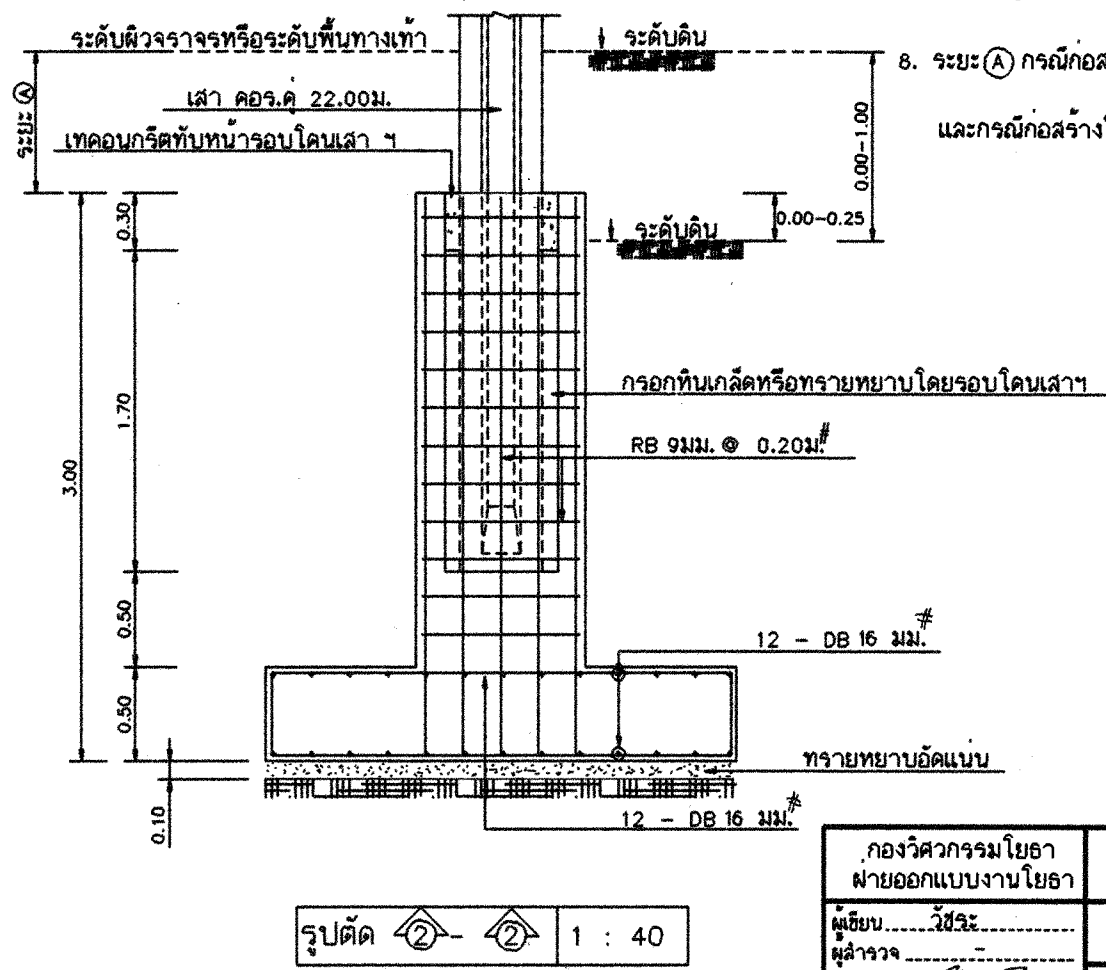 ระดับผิวจราจรหรือระดับพื้นทางเท้า
ระดับดิน
8. ระยะ Ⓐ กรณีก่อส
และกรณีก่อสร้างใ
ระยะ Ⓐ
เสา คอร.คู่ 22.00ม.
เทคอนกรีตทับหน้ารอบโคนเสา ฯ
0.00-1.00
0.30
0.00-0.25
ระดับดิน
กรอกหินเกล็ดหรือทรายหยาบโดยรอบโคนเสาฯ
1.70
RB 9มม. @ 0.20ม.#
3.00
0.50
12 - DB 16 มม.#
0.50
ทรายหยาบอัดแน่น
0.10
12 - DB 16 มม.#
กองวิศวกรรมโยธา
ฝ่ายออกแบบงานโยธา
รูปตัด 2 - 2 1 : 40
ผู้เขียน วัชระ
ผู้สำรวจ -